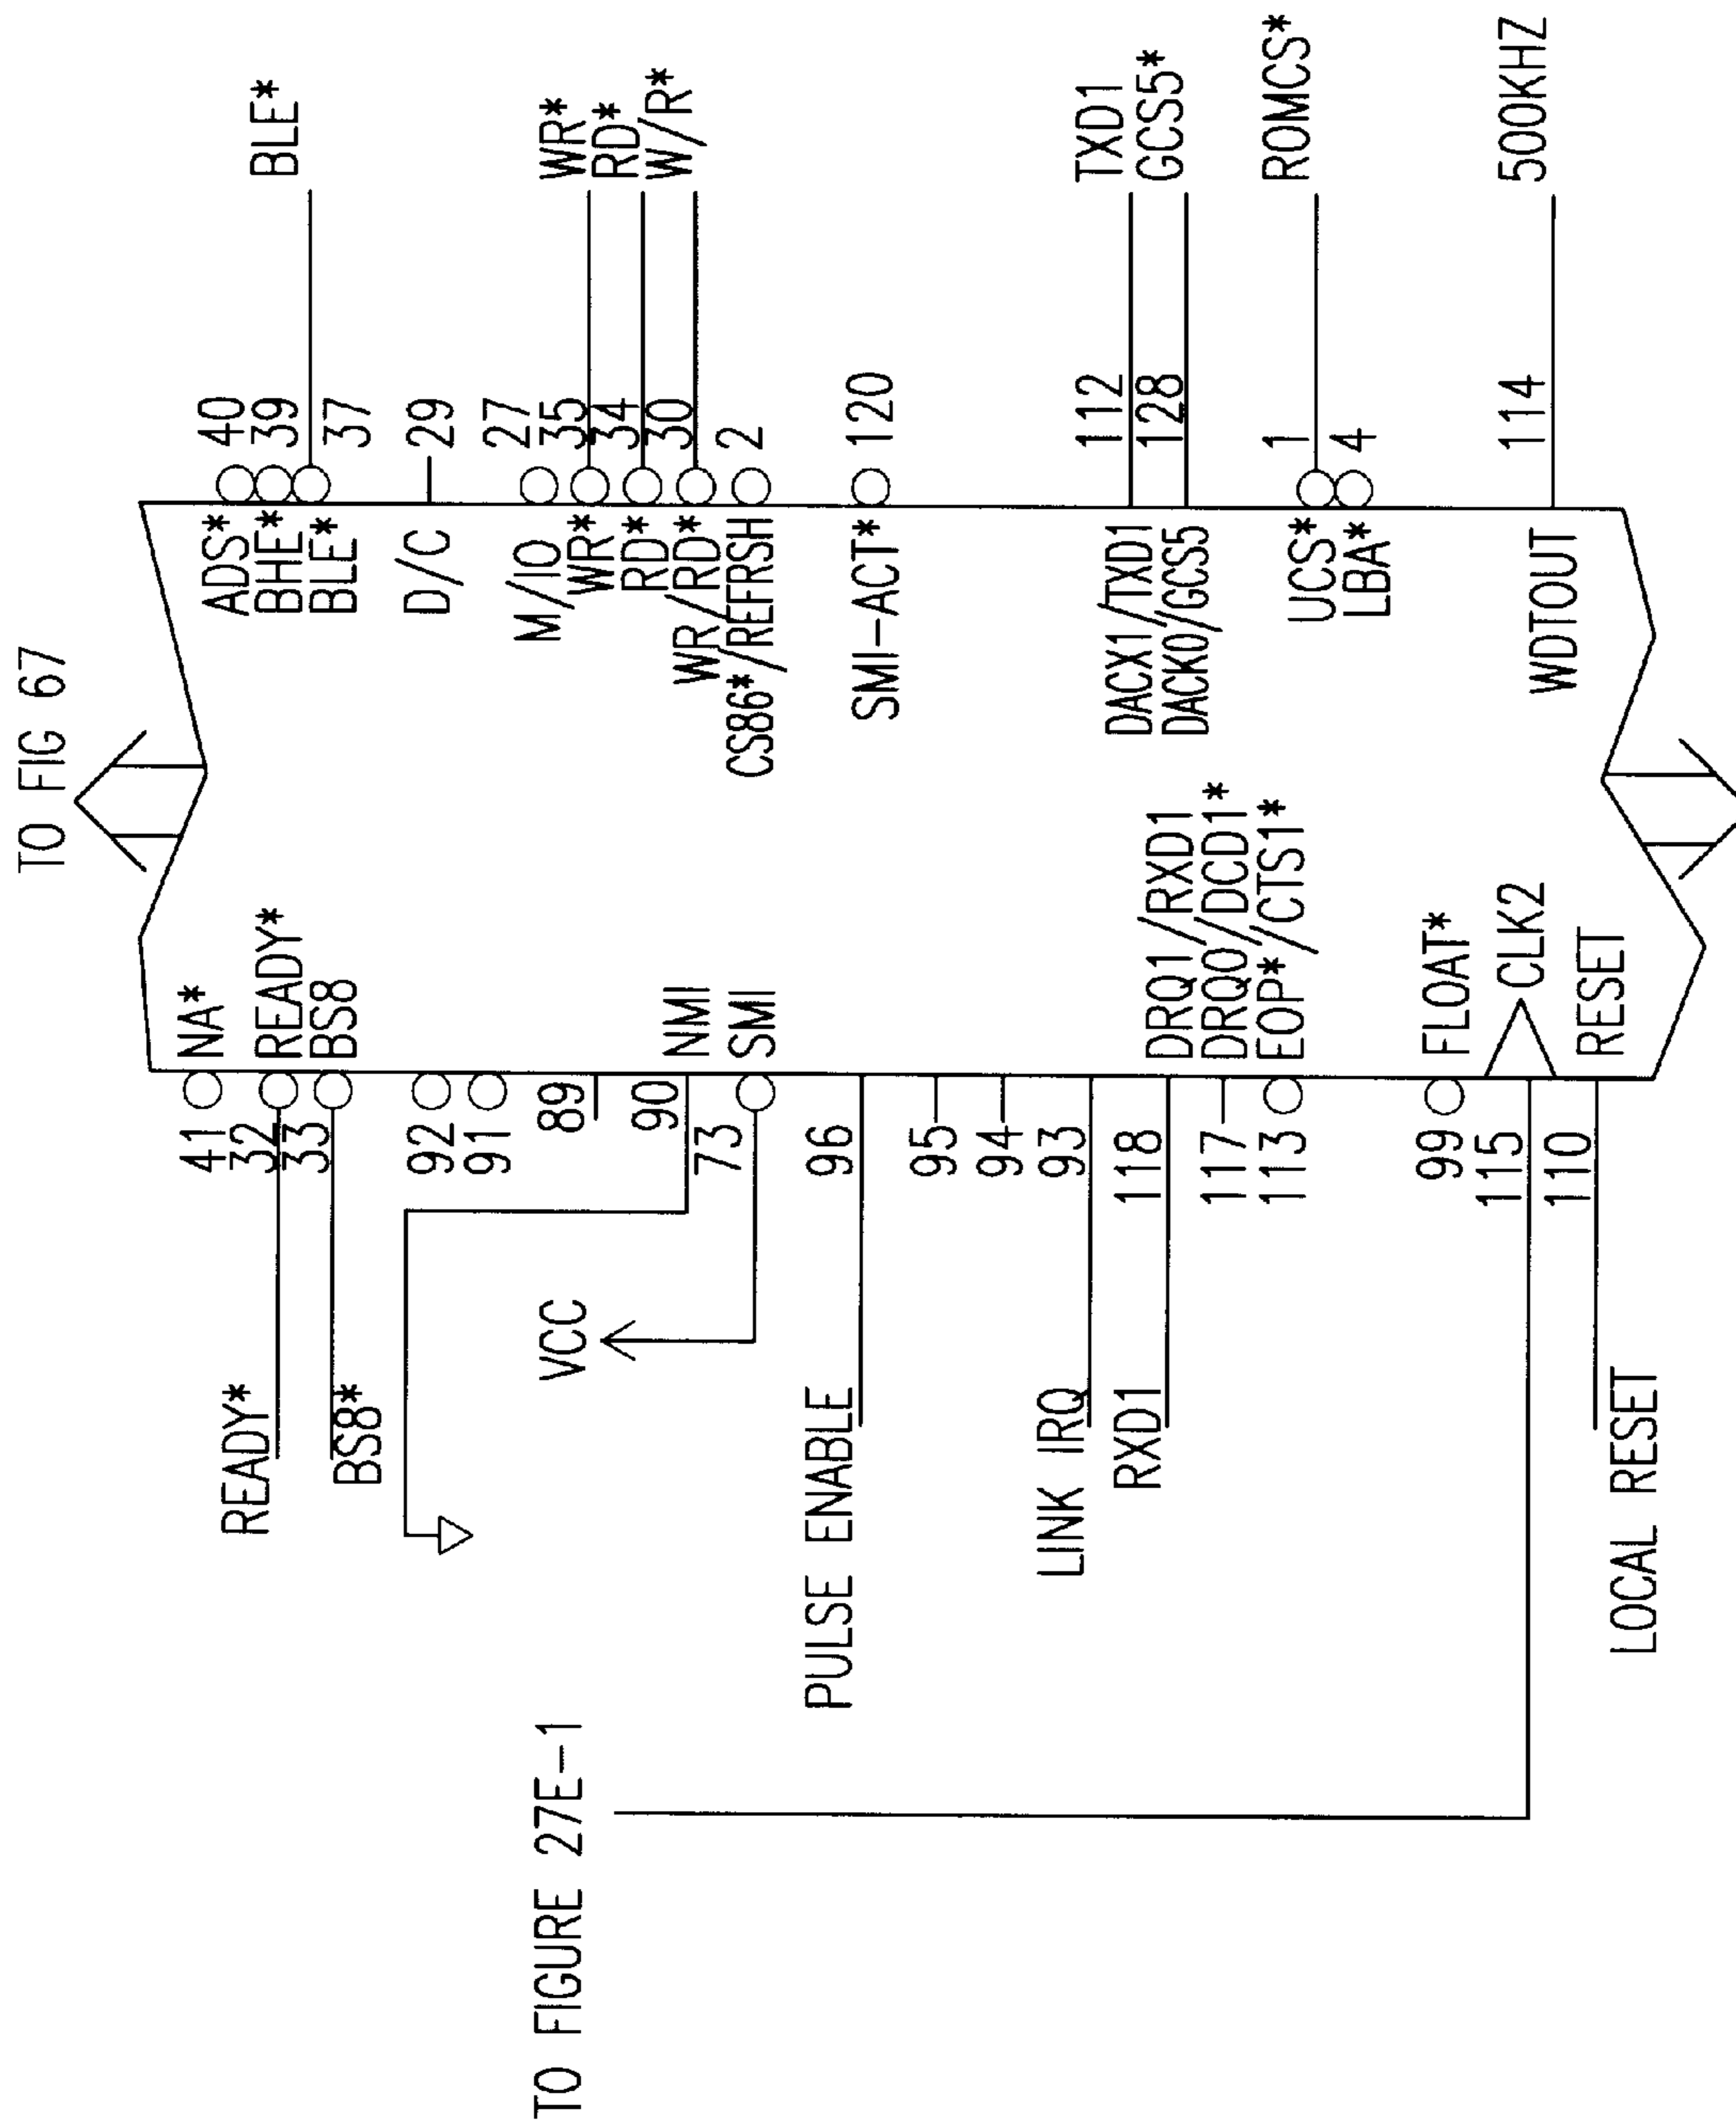 TO FIG 67
READY*
BS8*
VCC
PULSE ENABLE
LINK IRQ
RXD1
TO FIGURE 27E-1
LOCAL RESET
41
32
33
92
91
89
90
73
96
95
94
93
118
117
113
99
115
110
NA*
READY*
BS8
NMI
SMI
DRQ1/RXD1
DRQ0/DCD1*
EOP*/CTS1*
FLOAT*
CLK2
RESET
ADS*
BHE*
BLE*
D/C
M/IO
WR*
RD*
WR/RD*
CS86*/REFRSH
SMI-ACT*
DACX1/TXD1
DACK0/GCS5
UCS*
LBA*
WDTOUT
40
39
37
29
27
35
34
30
2
120
112
128
1
4
114
BLE*
WR*
RD*
W/R*
TXD1
GCS5*
ROMCS*
500KHZ